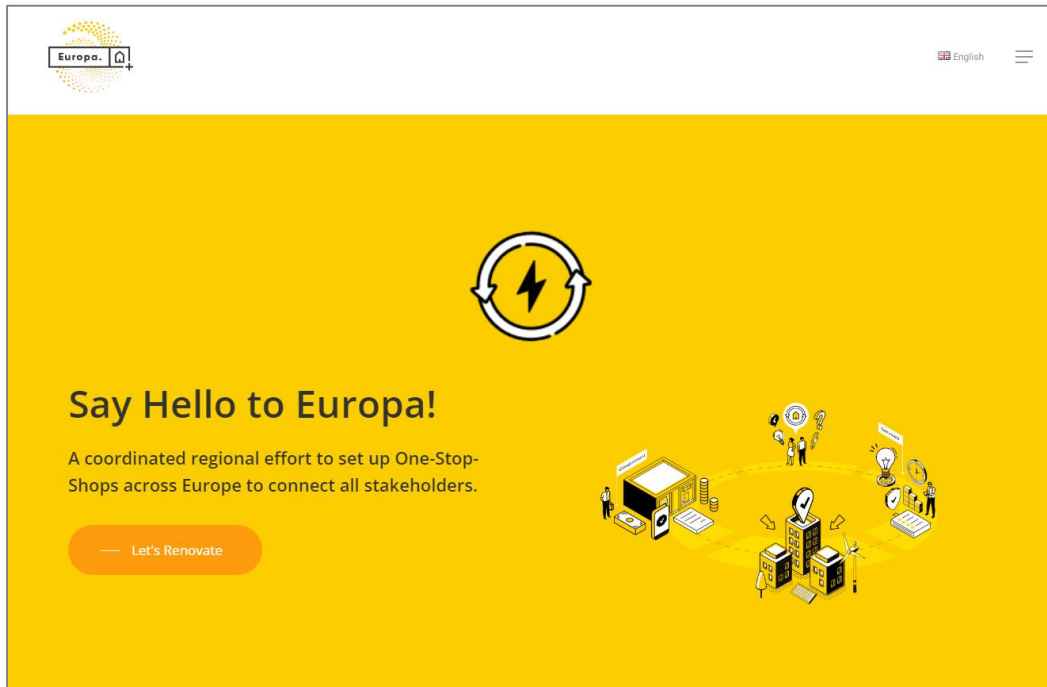 Europa.
English
Say Hello to Europa!
A coordinated regional effort to set up One-Stop-
Shops across Europe to connect all stakeholders.
Let's Renovate
Government